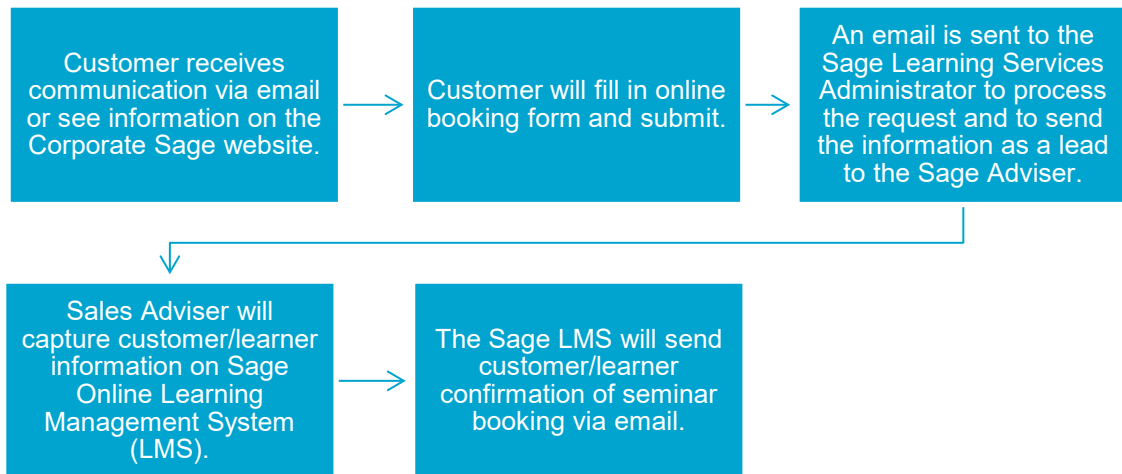 Customer receives
communication via email
or see information on the
Corporate Sage website.
Customer will fill in online
booking form and submit.
An email is sent to the
Sage Learning Services
Administrator to process
the request and to send
the information as a lead
to the Sage Adviser.
Sales Adviser will
capture customer/learner
information on Sage
Online Learning
Management System
(LMS).
The Sage LMS will send
customer/learner
confirmation of seminar
booking via email.